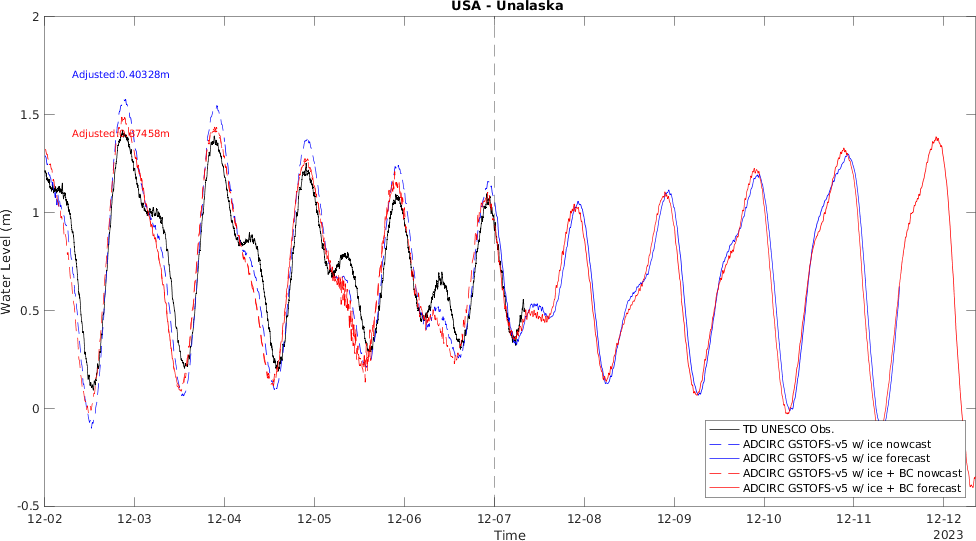 USA - Unalaska
2
1.5
1
0.5
0
-0.5
Water Level (m)
Adjusted:0.40328m
Adjusted:0.37458m
TD UNESCO Obs.
ADCIRC GSTOFS-v5 w/ ice nowcast
ADCIRC GSTOFS-v5 w/ ice forecast
ADCIRC GSTOFS-v5 w/ ice + BC nowcast
ADCIRC GSTOFS-v5 w/ ice + BC forecast
12-02 12-03 12-04 12-05 12-06 12-07 12-08 12-09 12-10 12-11 12-12
Time 2023